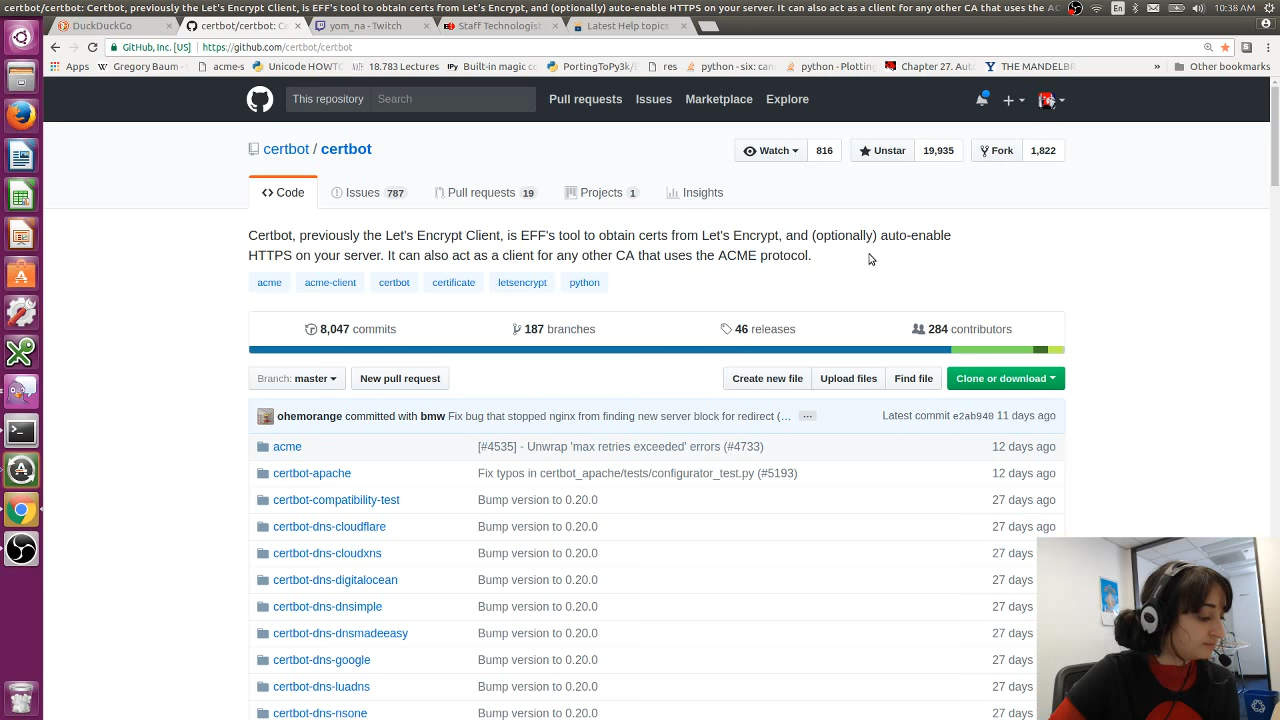 certbot/certbot: Certbot, previously the Let's Encrypt Client, is EFF's tool to obtain certs from Let's Encrypt, and (optionally) auto-enable HTTPS on your server. It can also act as a client for any other CA that uses the AC
En
10:38 AM
DuckDuckGo
certbot/certbot: Ce
yom_na - Twitch
Staff Technologist
Latest Help topics
GitHub, Inc. [US]
https://github.com/certbot/certbot
Apps
Gregory Baum -
acme-s
Unicode HOWTO
18.783 Lectures
Built-in magic c
PortingToPy3k/
res
python - six: can
python - Plottin
Chapter 27. Aut
THE MANDELBR
»
Other bookmarks
This repository
Search
Pull requests
Issues
Marketplace
Explore
certbot / certbot
Watch
816
Unstar
19,935
Fork
1,822
Code
Issues 787
Pull requests 19
Projects 1
Insights
Certbot, previously the Let's Encrypt Client, is EFF's tool to obtain certs from Let's Encrypt, and (optionally) auto-enable
HTTPS on your server. It can also act as a client for any other CA that uses the ACME protocol.
acme
acme-client
certbot
certificate
letsencrypt
python
8,047 commits
187 branches
46 releases
284 contributors
Branch: master
New pull request
Create new file
Upload files
Find file
Clone or download
ohemorange committed with bmw Fix bug that stopped nginx from finding new server block for redirect (… ...
Latest commit e2ab940 11 days ago
acme
[#4535] - Unwrap 'max retries exceeded' errors (#4733)
12 days ago
certbot-apache
Fix typos in certbot_apache/tests/configurator_test.py (#5193)
12 days ago
certbot-compatibility-test
Bump version to 0.20.0
27 days ago
certbot-dns-cloudflare
Bump version to 0.20.0
27 days ago
certbot-dns-cloudxns
Bump version to 0.20.0
27 days
certbot-dns-digitalocean
Bump version to 0.20.0
27 days
certbot-dns-dnsimple
Bump version to 0.20.0
27 days
certbot-dns-dnsmadeeasy
Bump version to 0.20.0
27 days
certbot-dns-google
Bump version to 0.20.0
27 days
certbot-dns-luadns
Bump version to 0.20.0
27 days
certbot-dns-nsone
Bump version to 0.20.0
27 days